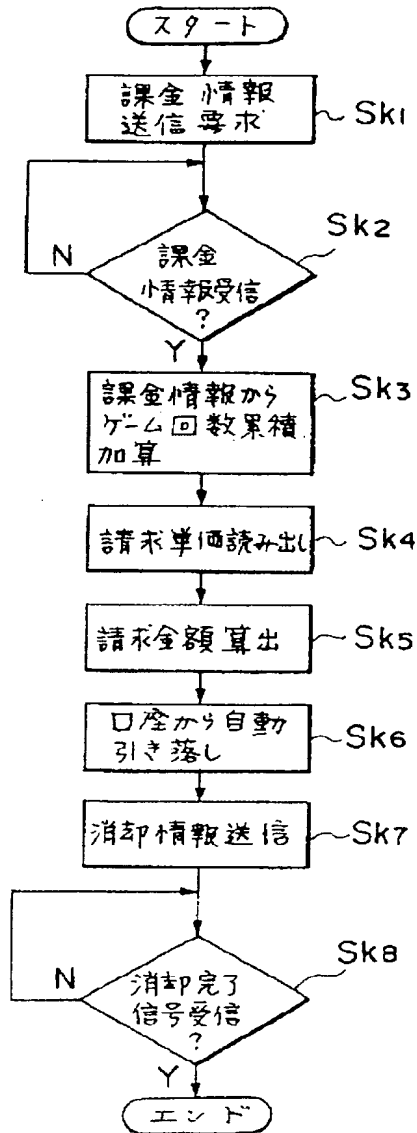 スタート
課金情報
送信要求
Sk1
Sk2
課金
情報受信
?
N
Y
Sk3
課金情報から
ゲーム回数累積
加算
請求単価読み出し
Sk4
請求金額算出
Sk5
口座から自動
引き落し
Sk6
消却情報送信
Sk7
Sk8
消却完了
信号受信
?
N
Y
エンド